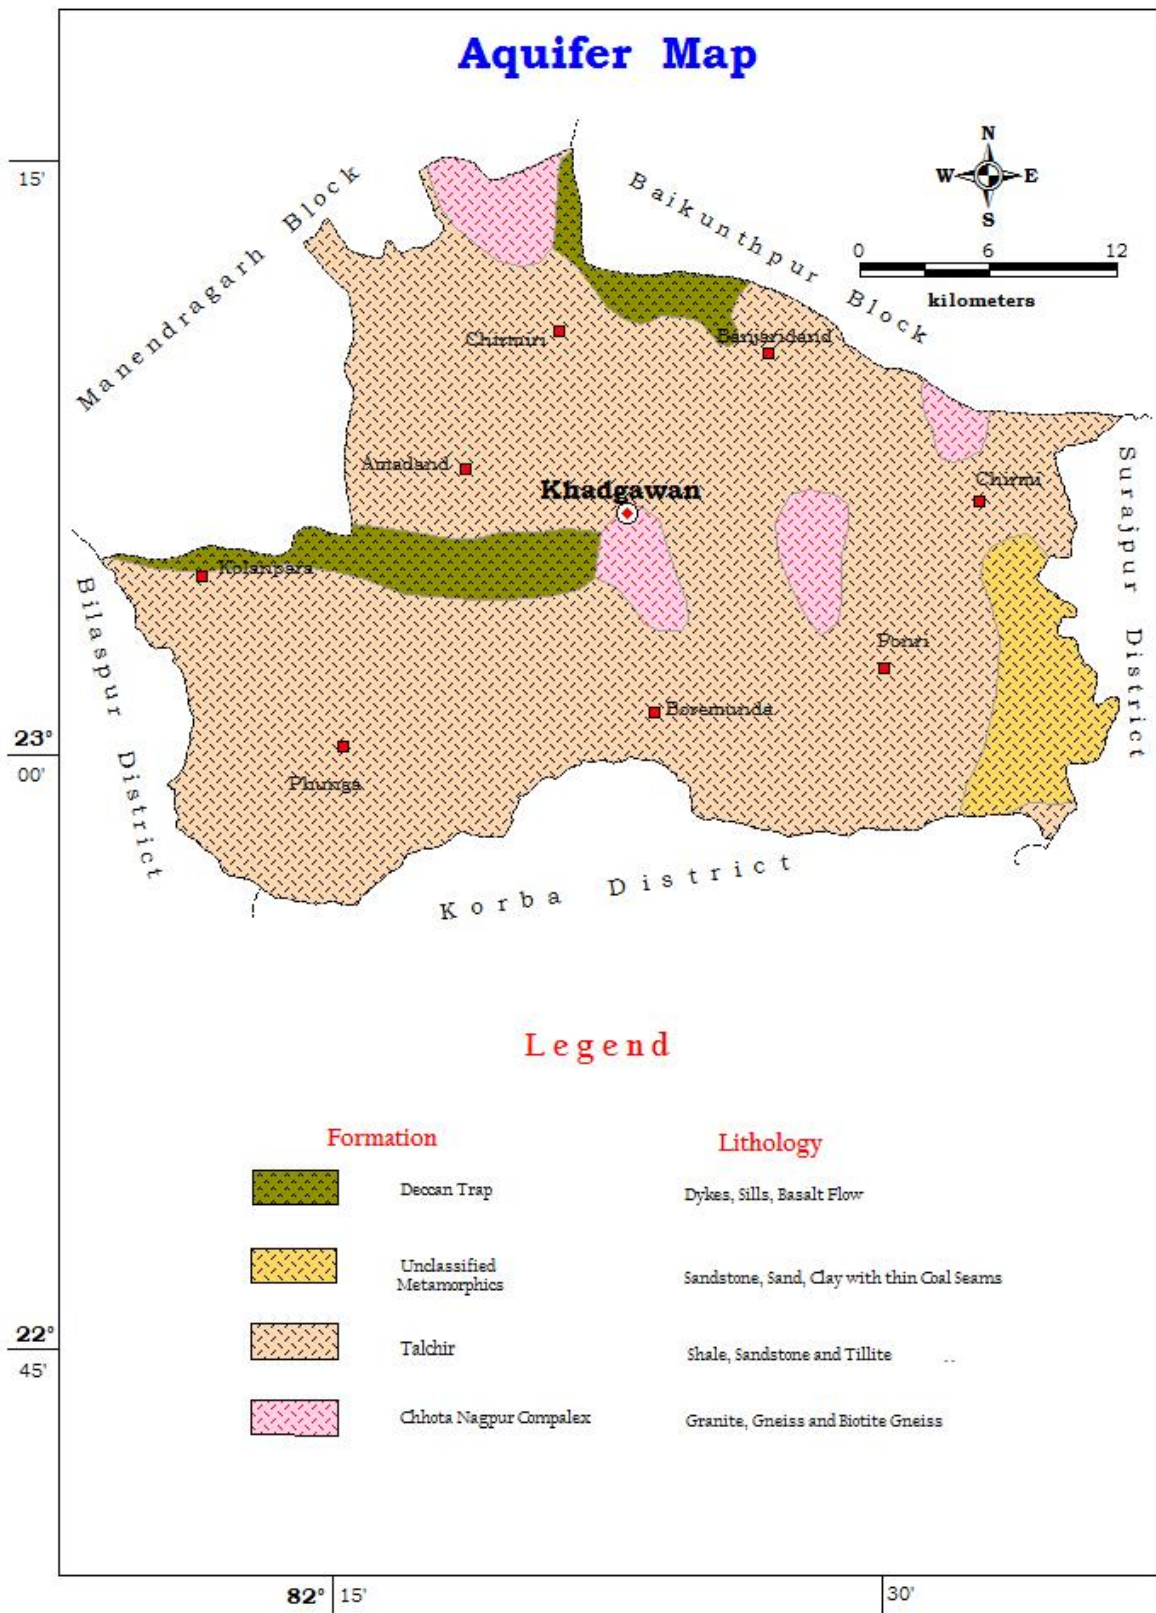 Aquifer Map
15'
Manendragarh Block
Baikunthpur Block
N
W E
S
0 6 12
kilometers
Chirmiri
Banjaridand
Amadand
Khadgawan
Chirmi
Surajpur District
Kolanpara
Bilaspur District
Ponri
Boremunda
23°
00'
Phunga
Korba District
Legend
Formation Lithology
Deccan Trap Dykes, Sills, Basalt Flow
Unclassified
Metamorphics Sandstone, Sand, Clay with thin Coal Seams
Talchir Shale, Sandstone and Tillite ..
Chhota Nagpur Compalex Granite, Gneiss and Biotite Gneiss
22°
45'
82° 15' 30'